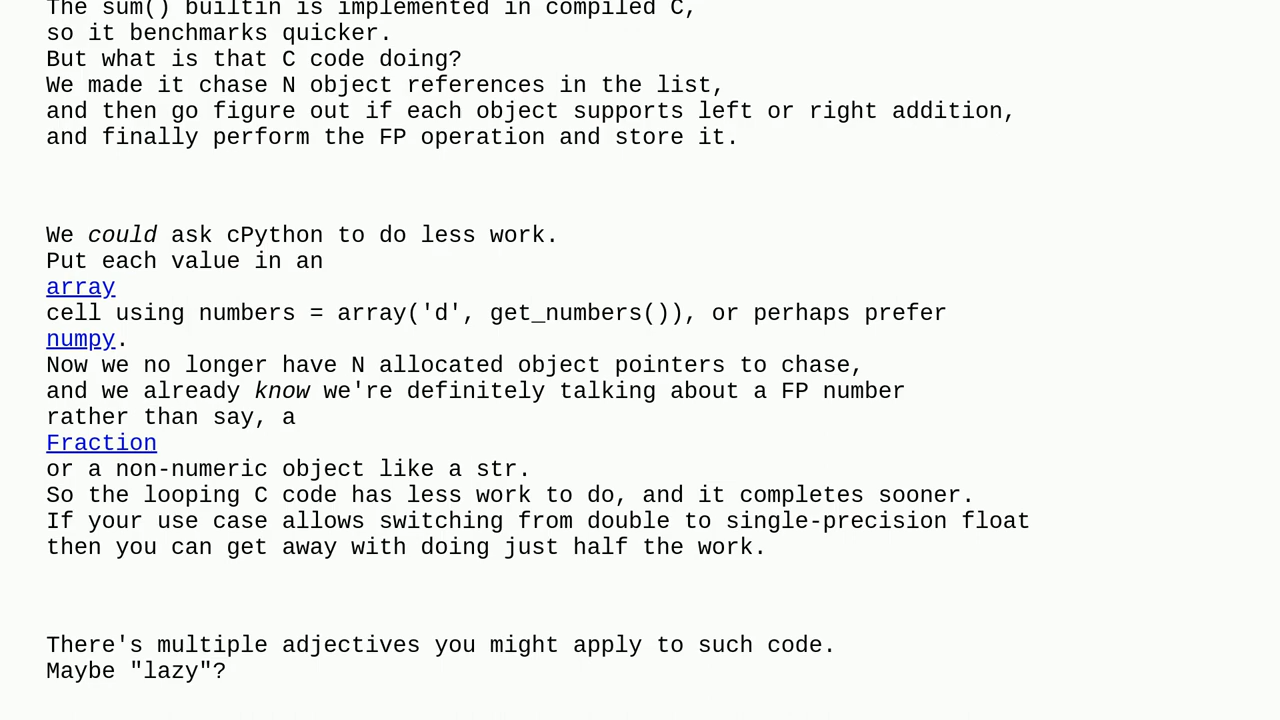 The sum() builtin is implemented in compiled C,
so it benchmarks quicker.
But what is that C code doing?
We made it chase N object references in the list,
and then go figure out if each object supports left or right addition,
and finally perform the FP operation and store it.
We could ask cPython to do less work.
Put each value in an
array
cell using numbers = array('d', get_numbers()), or perhaps prefer
numpy.
Now we no longer have N allocated object pointers to chase,
and we already know we're definitely talking about a FP number
rather than say, a
Fraction
or a non-numeric object like a str.
So the looping C code has less work to do, and it completes sooner.
If your use case allows switching from double to single-precision float
then you can get away with doing just half the work.
There's multiple adjectives you might apply to such code.
Maybe "lazy"?